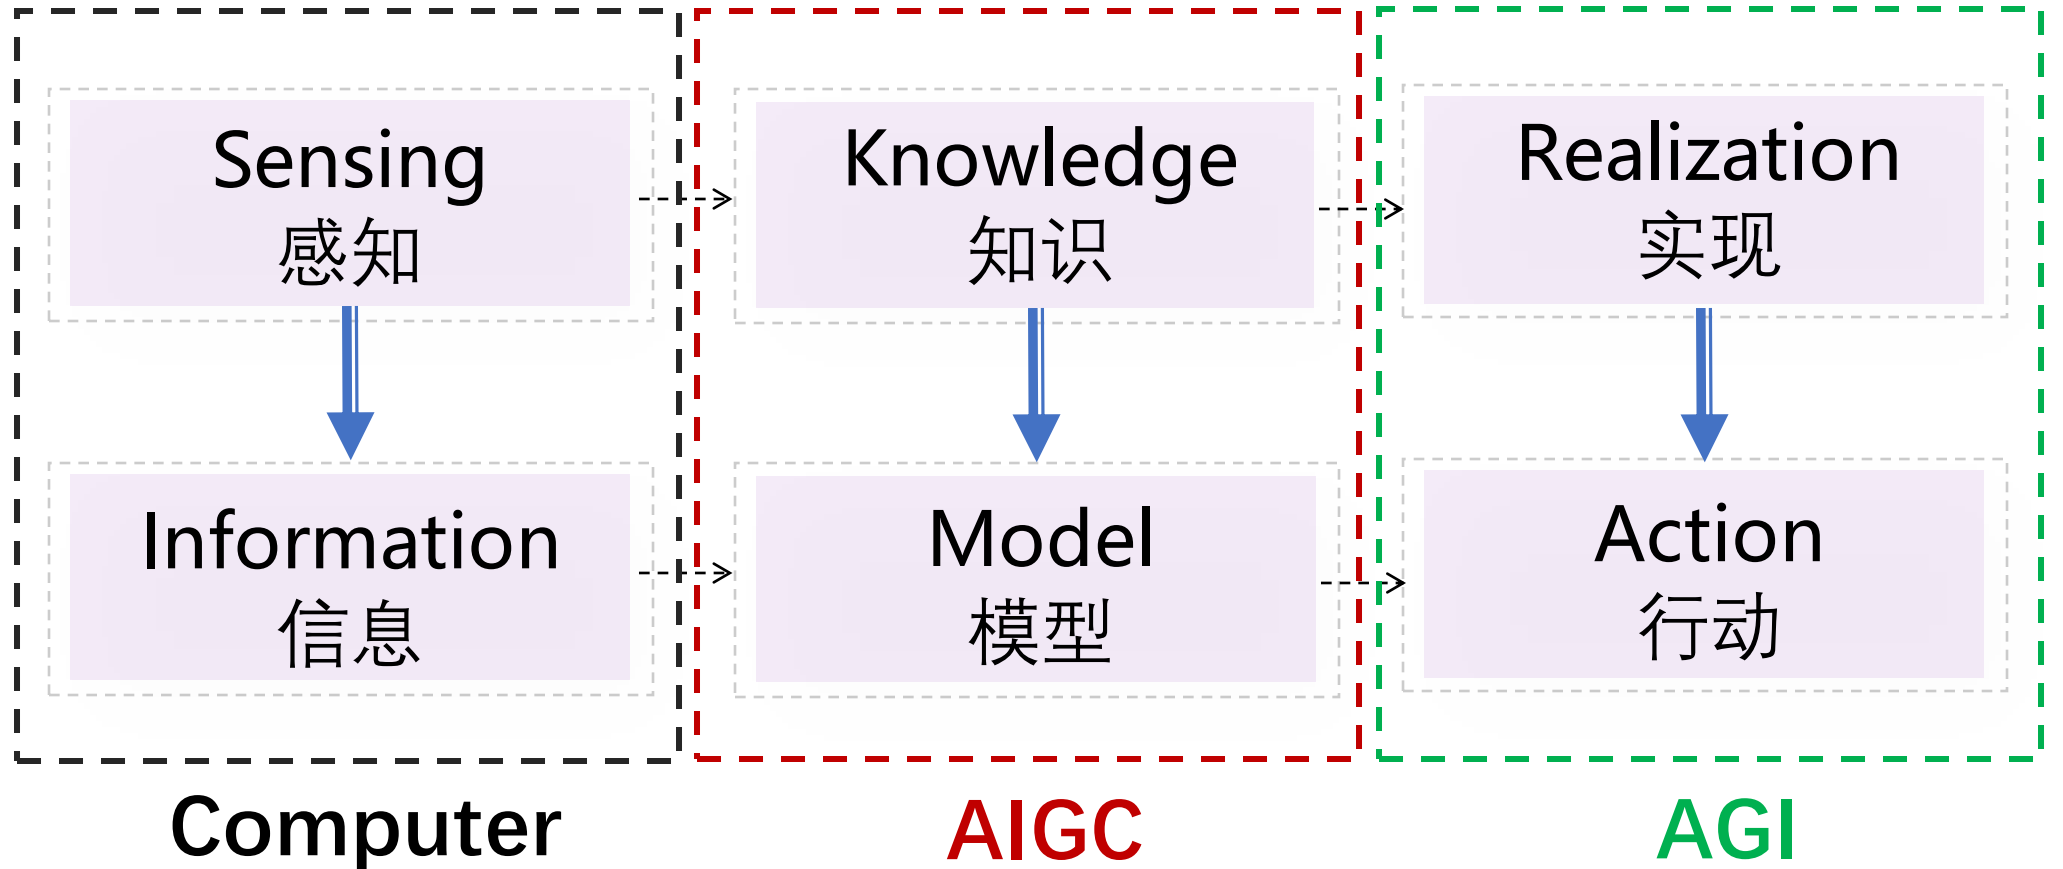 Sensing
感知
Knowledge
知识
Realization
实现
Information
信息
Model
模型
Action
行动
Computer
AIGC
AGI